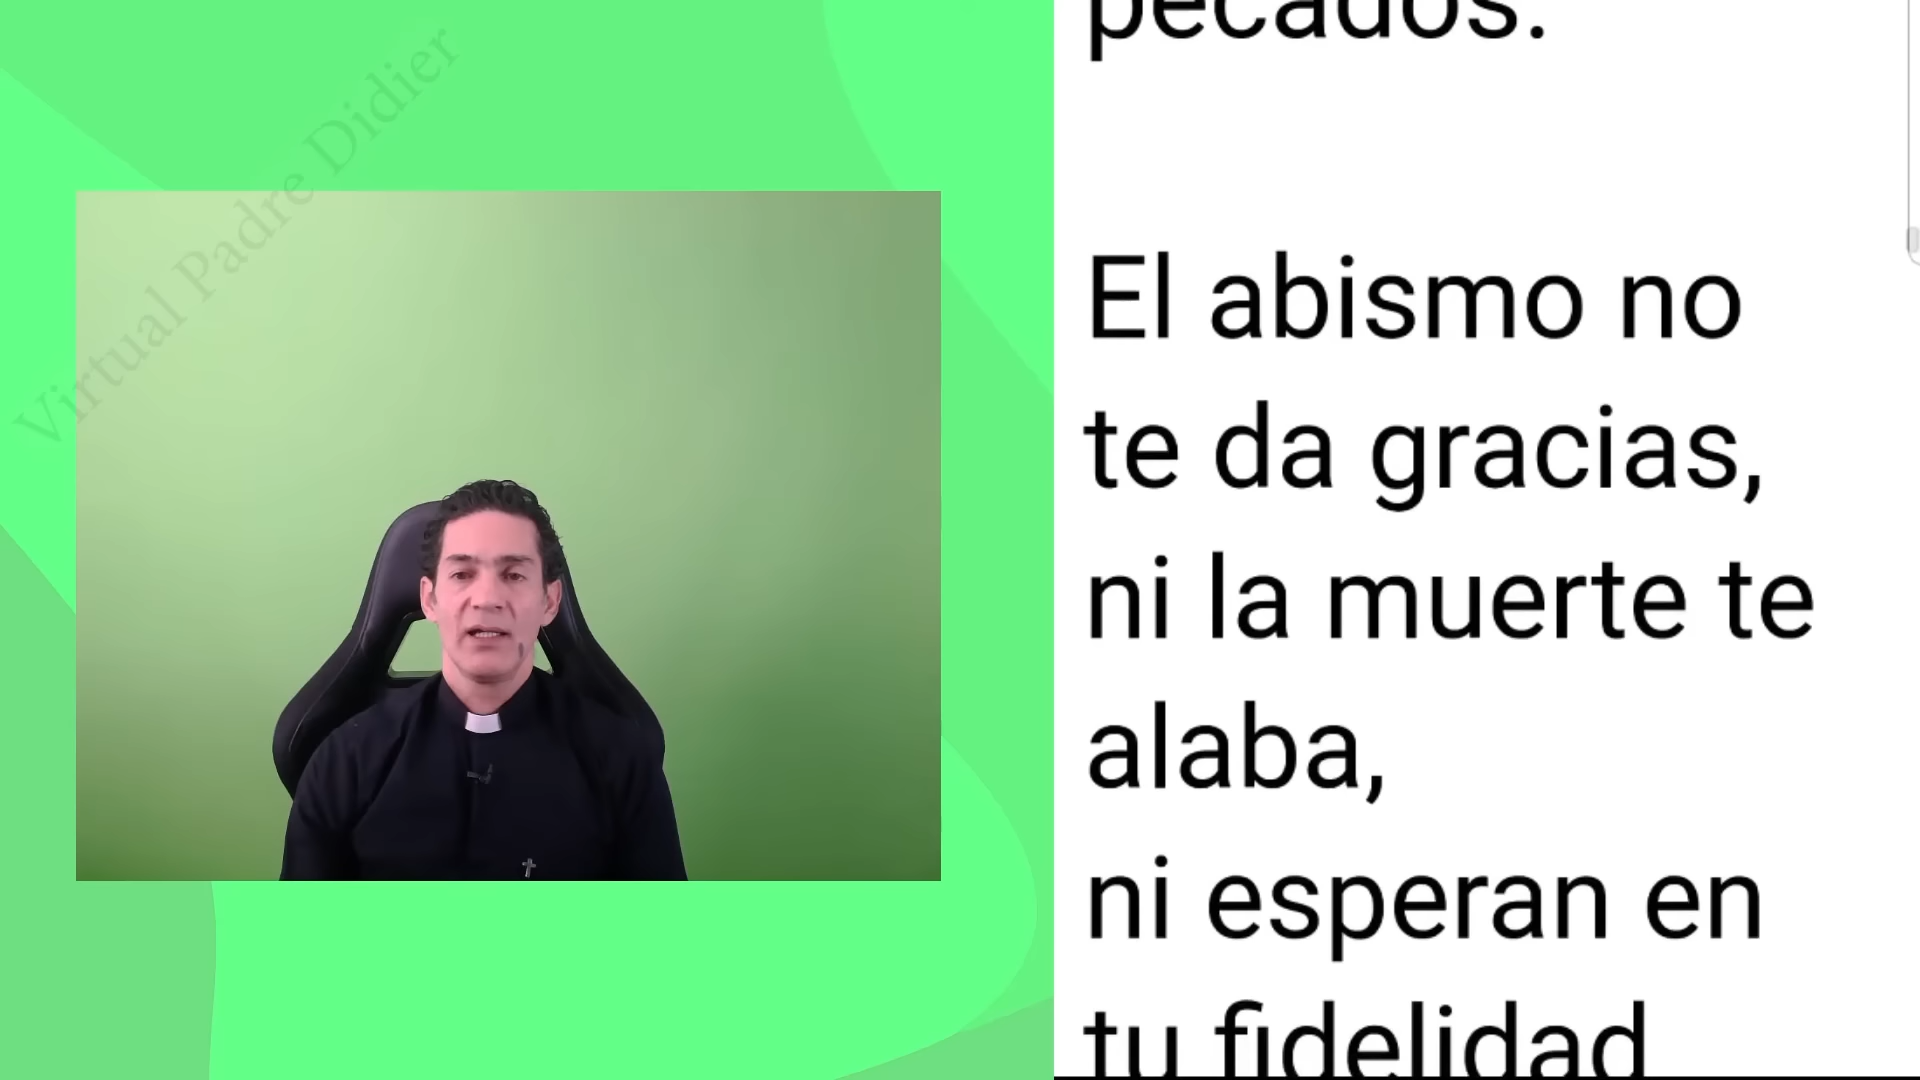 Virtual Padre Didier
pecados.
El abismo no
te da gracias,
ni la muerte te
alaba,
ni esperan en
tu fidelidad